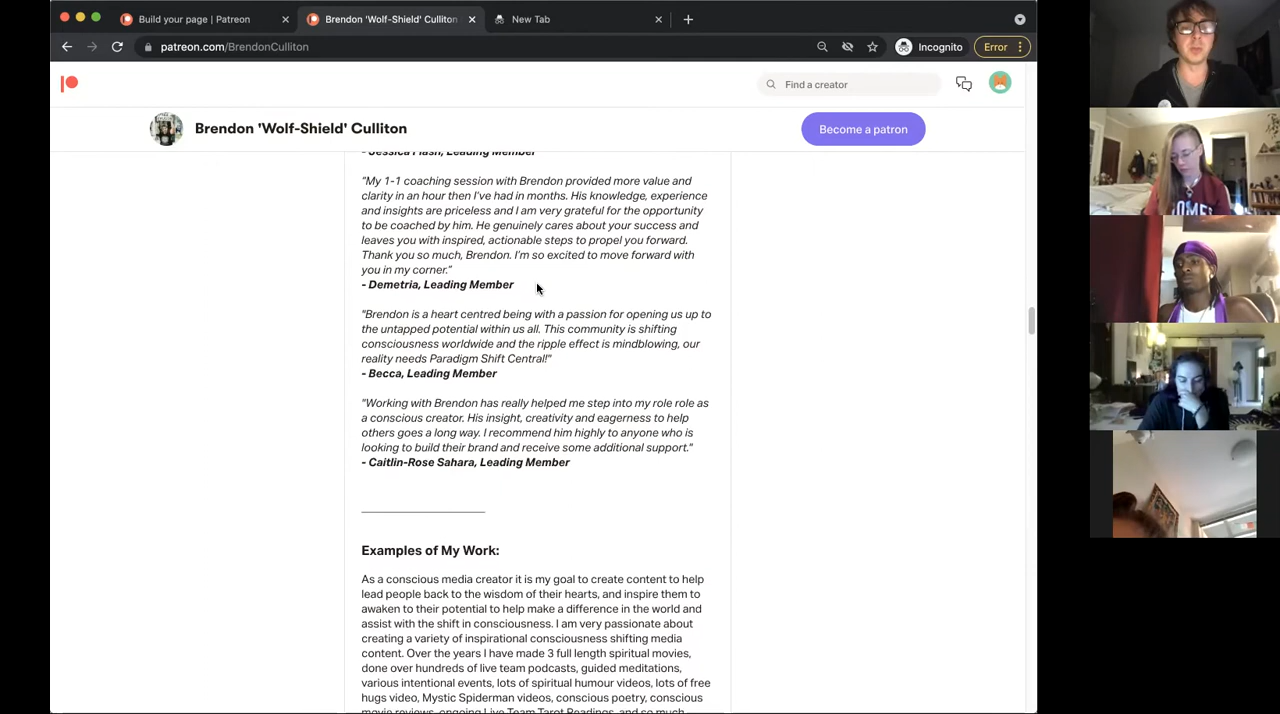 Build your page | Patreon
Brendon 'Wolf-Shield' Culliton
New Tab
patreon.com/BrendonCulliton
Incognito
Error
Find a creator
Brendon 'Wolf-Shield' Culliton
Become a patron
- Jessica Flash, Leading Member
"My 1-1 coaching session with Brendon provided more value and
clarity in an hour then I've had in months. His knowledge, experience
and insights are priceless and I am very grateful for the opportunity
to be coached by him. He genuinely cares about your success and
leaves you with inspired, actionable steps to propel you forward.
Thank you so much, Brendon. I'm so excited to move forward with
you in my corner."
- Demetria, Leading Member
"Brendon is a heart centred being with a passion for opening us up to
the untapped potential within us all. This community is shifting
consciousness worldwide and the ripple effect is mindblowing, our
reality needs Paradigm Shift Central!"
- Becca, Leading Member
"Working with Brendon has really helped me step into my role role as
a conscious creator. His insight, creativity and eagerness to help
others goes a long way. I recommend him highly to anyone who is
looking to build their brand and receive some additional support."
- Caitlin-Rose Sahara, Leading Member
Examples of My Work:
As a conscious media creator it is my goal to create content to help
lead people back to the wisdom of their hearts, and inspire them to
awaken to their potential to help make a difference in the world and
assist with the shift in consciousness. I am very passionate about
creating a variety of inspirational consciousness shifting media
content. Over the years I have made 3 full length spiritual movies,
done over hundreds of live team podcasts, guided meditations,
various intentional events, lots of spiritual humour videos, lots of free
hugs video, Mystic Spiderman videos, conscious poetry, conscious
movie reviews, ongoing Live Team Tarot Readings, and so much